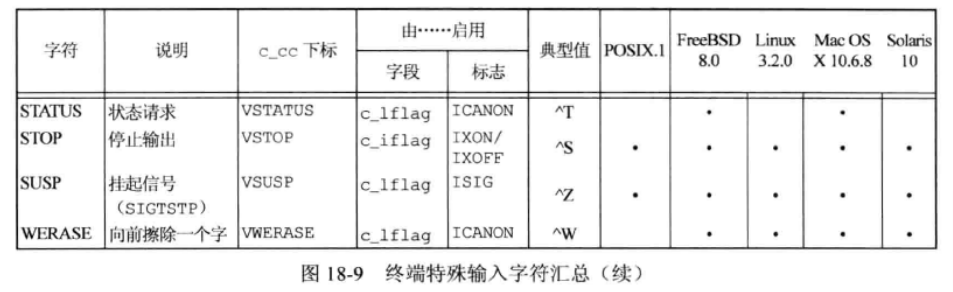 字符 说明 c_cc 下标 由······启用 典型值 POSIX.1 FreeBSD 8.0 Linux 3.2.0 Mac OS X 10.6.8 Solaris 10
字段 标志
STATUS 状态请求 VSTATUS c_lflag ICANON ^T • •
STOP 停止输出 VSTOP c_iflag IXON/ ^S • • • • •
IXOFF
SUSP 挂起信号 VSUSP c_lflag ISIG ^Z • • • • •
(SIGTSTP)
WERASE 向前擦除一个字 VWERASE c_lflag ICANON ^W • • • •
图 18-9 终端特殊输入字符汇总(续)